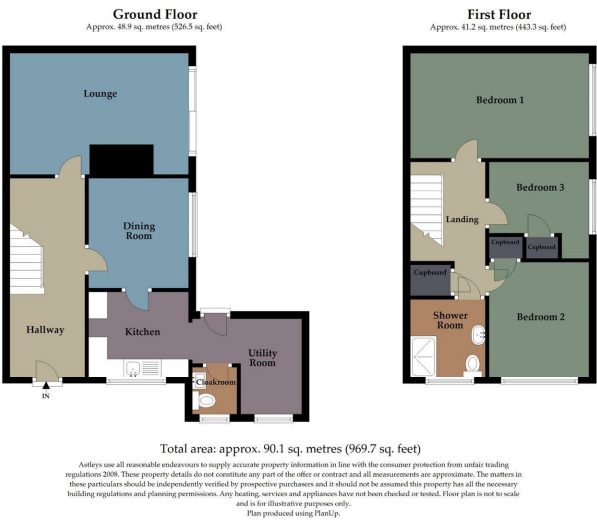 Ground Floor
Approx. 48.9 sq. metres (526.5 sq. feet)
Lounge
Dining
Room
Kitchen
Hallway
Utility
Room
Cloakroom
IN
First Floor
Approx. 41.2 sq. metres (443.3 sq. feet)
Bedroom 1
Bedroom 3
Landing
Cupboard
Cupboard
Cupboard
Shower
Room
Bedroom 2
Total area: approx. 90.1 sq. metres (969.7 sq. feet)
Astleys use all reasonable endeavours to supply accurate property information in line with the consumer protection from unfair trading
regulations 2008. These property details do not constitute any part of the offer or contract and all measurements are approximate. The matters in
these particulars should be independently verified by prospective purchasers and it should not be assumed this property has all the necessary
building regulations and planning permissions. Any heating, services and appliances have not been checked or tested. Floor plan is not to scale
and is for illustrative purposes only.
Plan produced using PlanUp.